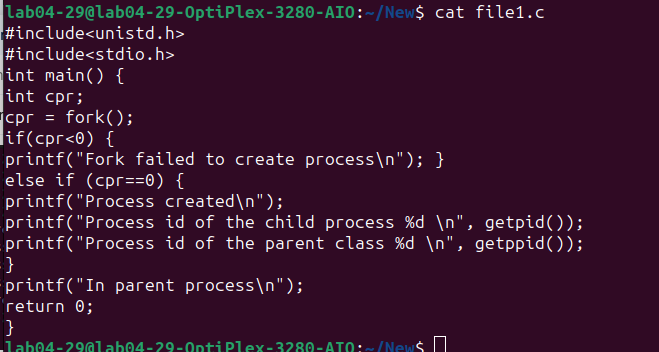 lab04-29@lab04-29-OptiPlex-3280-AIO:~/New$ cat file1.c
#include<unistd.h>
#include<stdio.h>
int main() {
int cpr;
cpr = fork();
if(cpr<0) {
printf("Fork failed to create process\n"); }
else if (cpr==0) {
printf("Process created\n");
printf("Process id of the child process %d \n", getpid());
printf("Process id of the parent class %d \n", getppid());
}
printf("In parent process\n");
return 0;
}
lab04-29@lab04-29-OptiPlex-3280-AIO:~/New$